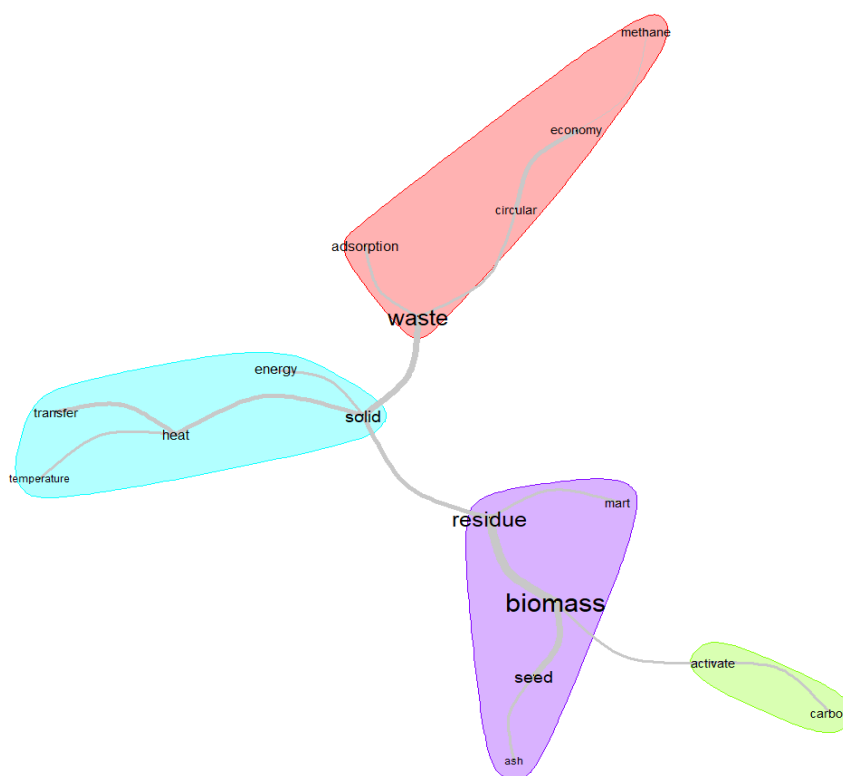 methane
economy
circular
adsorption
waste
energy
solid
transfer
heat
temperature
mart
residue
biomass
activate
seed
carbo
ash